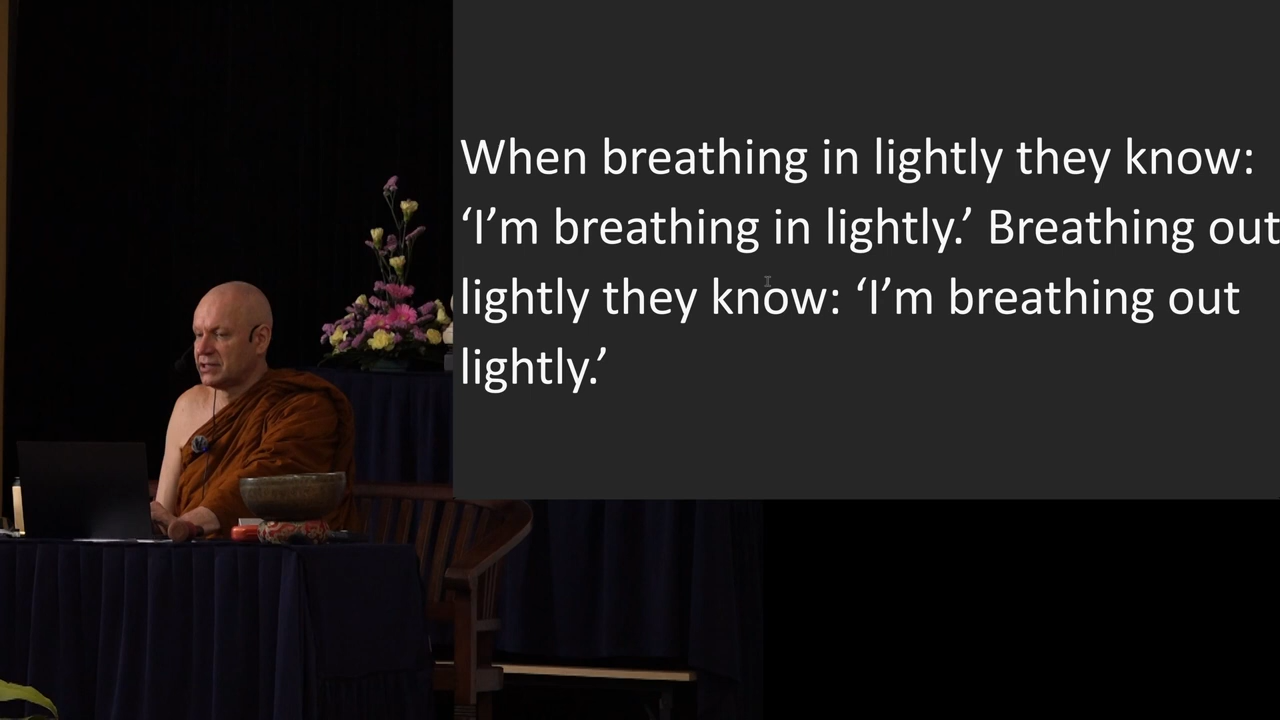 When breathing in lightly they know:
‘I’m breathing in lightly.’ Breathing out
lightly they know: ‘I’m breathing out
lightly.’